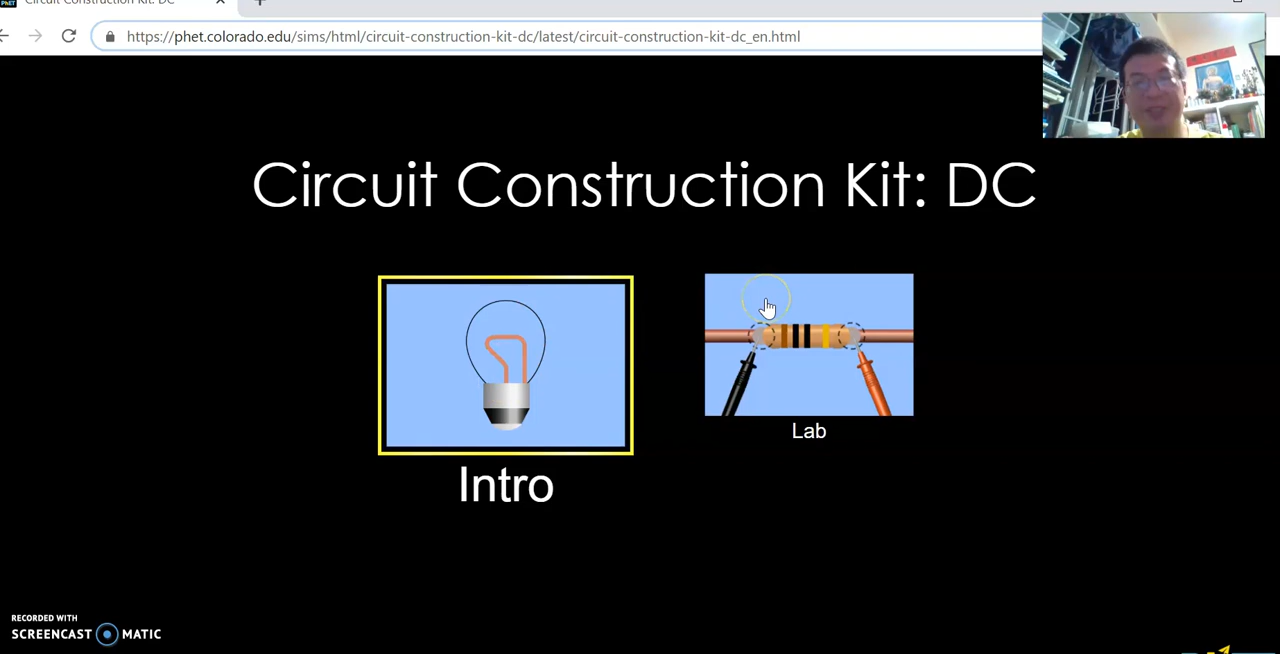 PhET Circuit Construction Kit: DC
https://phet.colorado.edu/sims/html/circuit-construction-kit-dc/latest/circuit-construction-kit-dc_en.html
Circuit Construction Kit: DC
Lab
Intro
RECORDED WITH
SCREENCAST MATIC